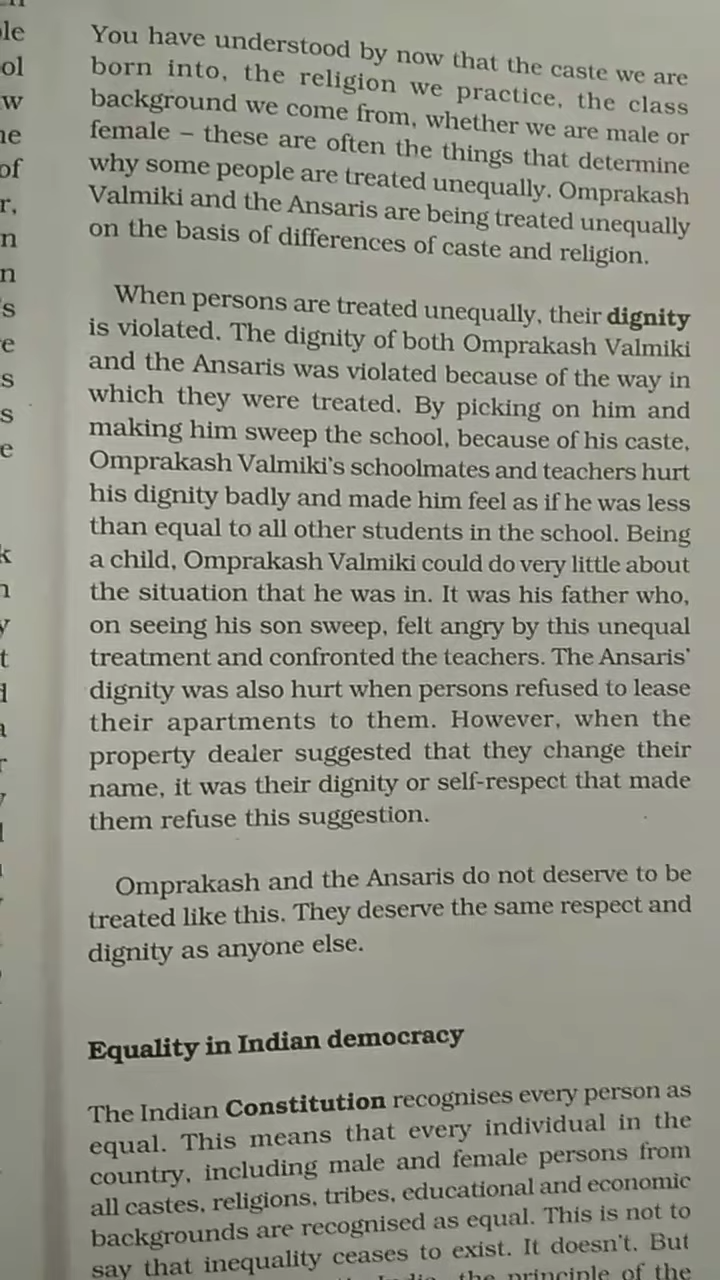 You have understood by now that the caste we are
born into, the religion we practice, the class
background we come from, whether we are male or
female – these are often the things that determine
why some people are treated unequally. Omprakash
Valmiki and the Ansaris are being treated unequally
on the basis of differences of caste and religion.
When persons are treated unequally, their dignity
is violated. The dignity of both Omprakash Valmiki
and the Ansaris was violated because of the way in
which they were treated. By picking on him and
making him sweep the school, because of his caste,
Omprakash Valmiki's schoolmates and teachers hurt
his dignity badly and made him feel as if he was less
than equal to all other students in the school. Being
a child, Omprakash Valmiki could do very little about
the situation that he was in. It was his father who,
on seeing his son sweep, felt angry by this unequal
treatment and confronted the teachers. The Ansaris'
dignity was also hurt when persons refused to lease
their apartments to them. However, when the
property dealer suggested that they change their
name, it was their dignity or self-respect that made
them refuse this suggestion.
Omprakash and the Ansaris do not deserve to be
treated like this. They deserve the same respect and
dignity as anyone else.
Equality in Indian democracy
The Indian Constitution recognises every person as
equal. This means that every individual in the
country, including male and female persons from
all castes, religions, tribes, educational and economic
backgrounds are recognised as equal. This is not to
say that inequality ceases to exist. It doesn't. But
the principle of the